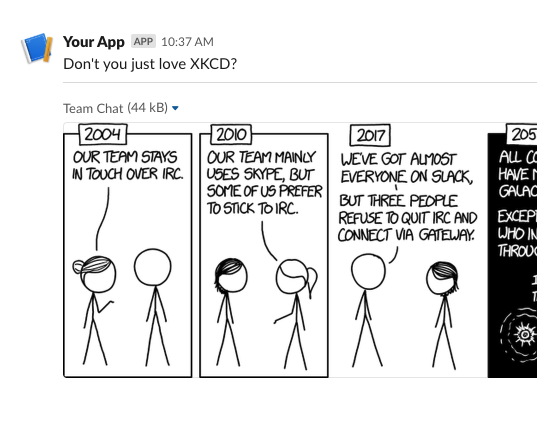 Your App APP 10:37 AM
Don't you just love XKCD?
Team Chat (44 kB)
2004
OUR TEAM STAYS
IN TOUCH OVER IRC.
2010
OUR TEAM MAINLY
USES SKYPE, BUT
SOME OF US PREFER
TO STICK TO IRC.
2017
WE'VE GOT ALMOST
EVERYONE ON SLACK,
BUT THREE PEOPLE
REFUSE TO QUIT IRC AND
CONNECT VIA GATEWAY.
ALL
HAVE
WHO